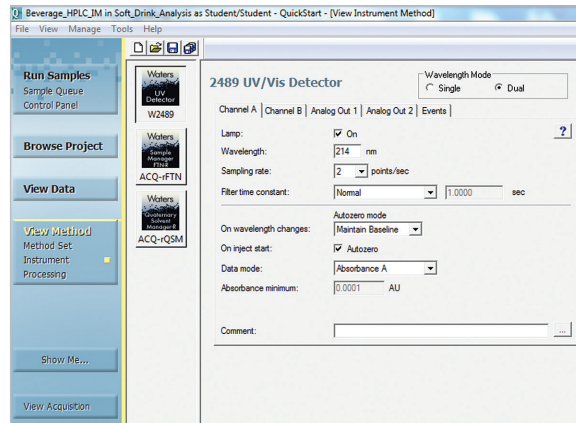 Beverage_HPLC_IM in Soft_Drink_Analysis as Student/Student - QuickStart - [View Instrument Method]
File View Manage Tools Help
Run Samples
Sample Queue
Control Panel
Browse Project
View Data
View Method
Method Set
Instrument
Processing
Show Me...
View Acquisition
Waters
UV
Detector
W2489
Waters
Sample
Manager
FTN-R
ACQ-rFTN
Waters
Quaternary
Solvent
Manager-R
ACQ-rQSM
2489 UV/Vis Detector
Wavelength Mode
Single Dual
Channel A Channel B Analog Out 1 Analog Out 2 Events
Lamp: On ?
Wavelength: 214 nm
Sampling rate: 2 points/sec
Filter time constant: Normal 1.0000 sec
Autozero mode
On wavelength changes: Maintain Baseline
On inject start: Autozero
Data mode: Absorbance A
Absorbance minimum: 0.0001 AU
Comment: ...